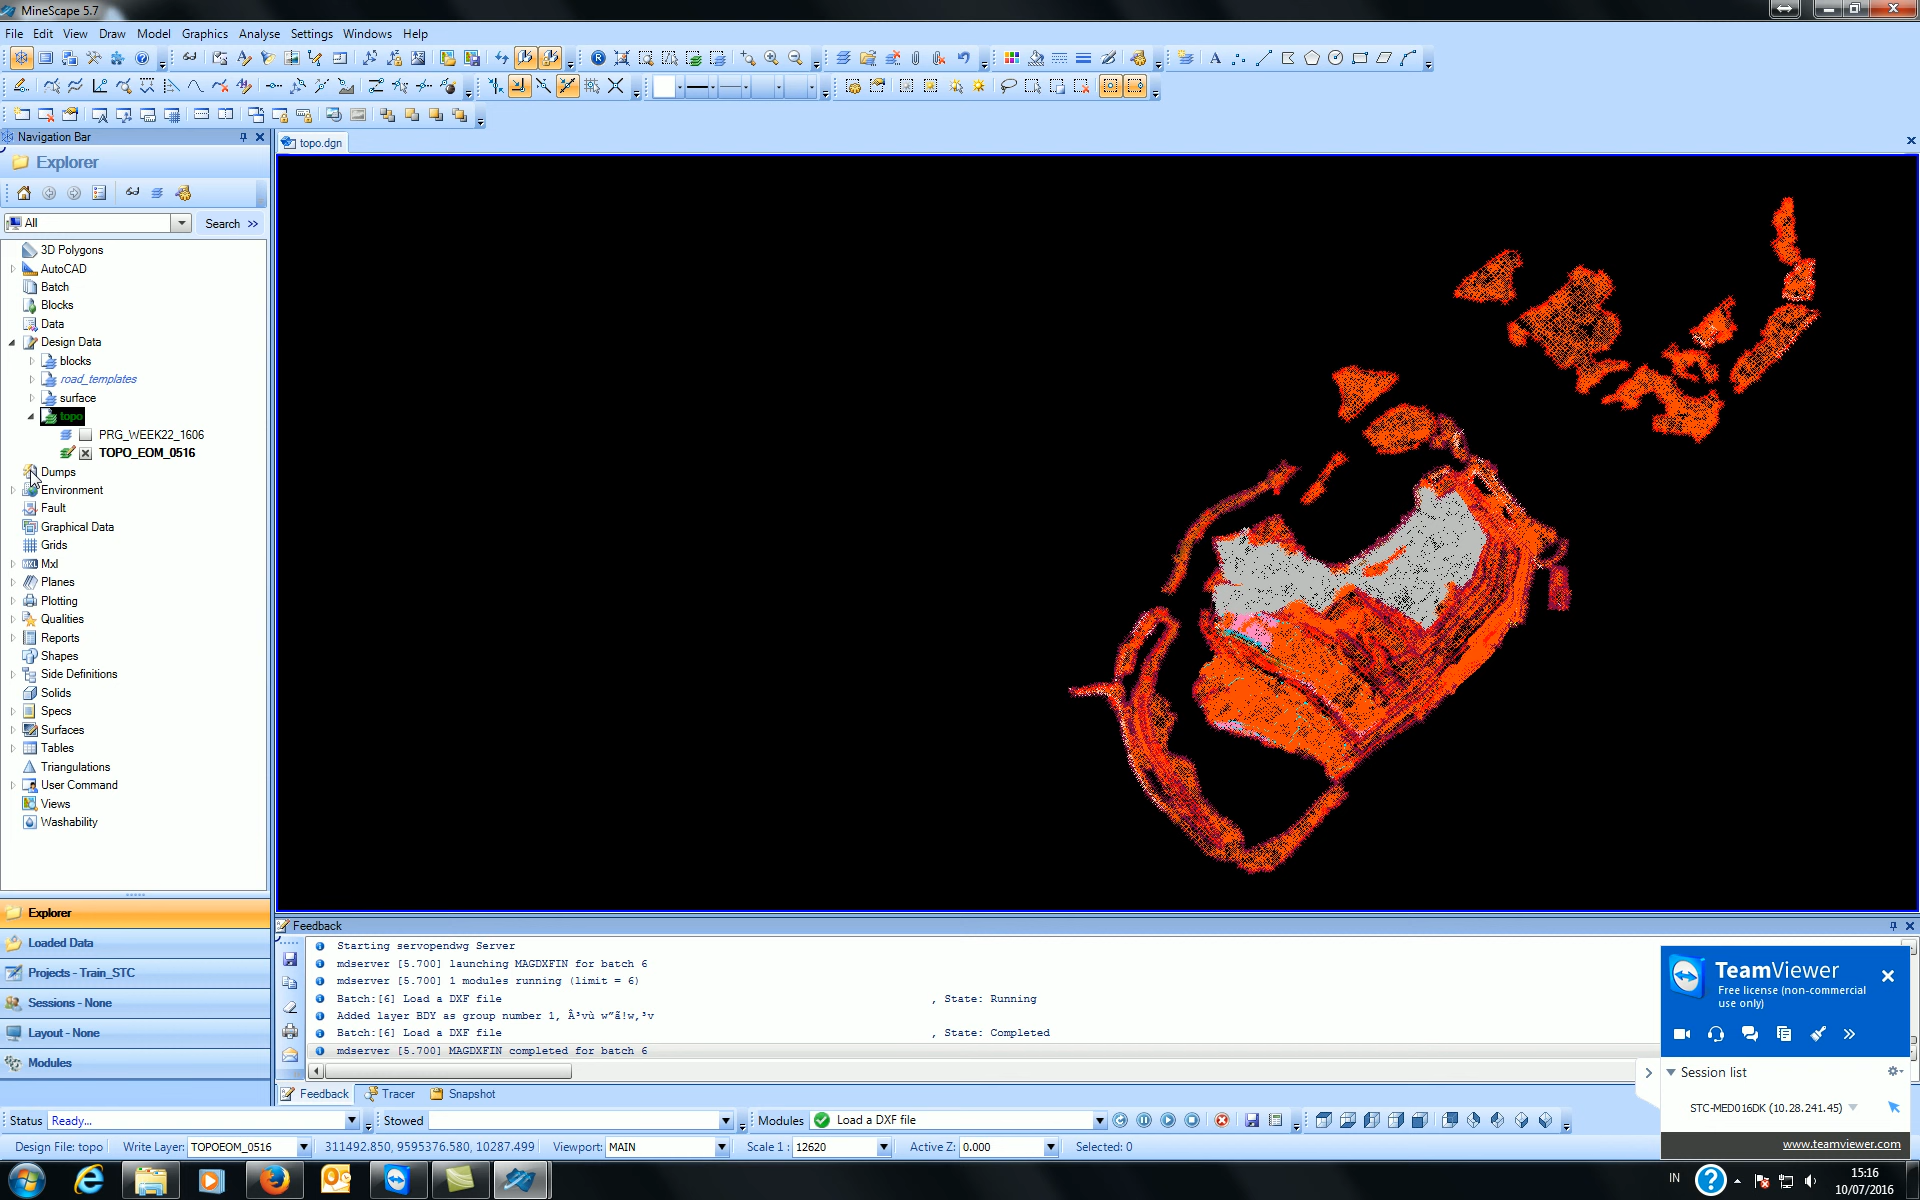 MineScape 5.7
File Edit View Draw Model Graphics Analyse Settings Windows Help
Navigation Bar
topo.dgn
Explorer
All
Search >>
3D Polygons
AutoCAD
Batch
Blocks
Data
Design Data
blocks
road_templates
surface
topo
PRG_WEEK22_1606
TOPO_EOM_0516
Dumps
Environment
Fault
Graphical Data
Grids
Mxl
Planes
Plotting
Qualities
Reports
Shapes
Side Definitions
Solids
Specs
Surfaces
Tables
Triangulations
User Command
Views
Washability
Explorer
Loaded Data
Projects - Train_STC
Sessions - None
Layout - None
Modules
Feedback
Starting servopendwg Server
mdserver [5.700] launching MAGDXFIN for batch 6
mdserver [5.700] 1 modules running (limit = 6)
Batch:[6] Load a DXF file , State: Running
Added layer BDY as group number 1, Â³vù w"ã!w,³v
Batch:[6] Load a DXF file , State: Completed
mdserver [5.700] MAGDXFIN completed for batch 6
Feedback Tracer Snapshot
TeamViewer
Free license (non-commercial
use only)
Session list
STC-MED016DK (10.28.241.45)
www.teamviewer.com
Status Ready... Stowed Modules Load a DXF file
Design File: topo Write Layer: TOPOEOM_0516 311492.850, 9595376.580, 10287.499 Viewport: MAIN Scale 1 : 12620 Active Z: 0.000 Selected: 0
IN
15:16
10/07/2016